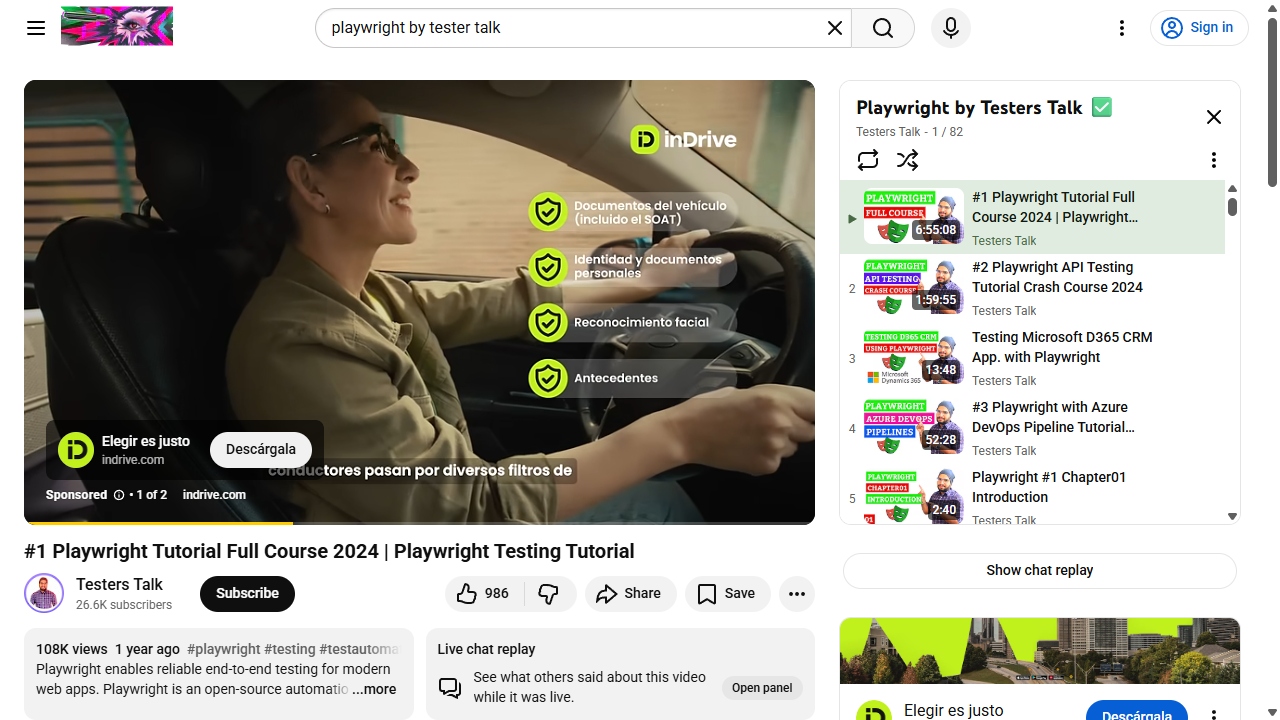 playwright by tester talk
Sign in
inDrive
Documentos del vehículo
(incluido el SOAT)
Identidad y documentos
personales
Reconocimiento facial
Antecedentes
Elegir es justo
indrive.com
Descárgala
conductores pasan por diversos filtros de
Sponsored • 1 of 2 indrive.com
#1 Playwright Tutorial Full Course 2024 | Playwright Testing Tutorial
Testers Talk
26.6K subscribers
Subscribe
986
Share
Save
108K views 1 year ago #playwright #testing #testautoma
Playwright enables reliable end-to-end testing for modern
web apps. Playwright is an open-source automatio ...more
Live chat replay
See what others said about this video
while it was live.
Open panel
Playwright by Testers Talk ✅
Testers Talk - 1 / 82
PLAYWRIGHT
FULL COURSE
6:55:08
#1 Playwright Tutorial Full
Course 2024 | Playwright...
Testers Talk
2
PLAYWRIGHT
API TESTING
CRASH COURSE
1:59:55
#2 Playwright API Testing
Tutorial Crash Course 2024
Testers Talk
3
TESTING D365 CRM
USING PLAYWRIGHT
Microsoft
Dynamics 365
13:48
Testing Microsoft D365 CRM
App. with Playwright
Testers Talk
4
PLAYWRIGHT
AZURE DEVOPS
PIPELINES
52:28
#3 Playwright with Azure
DevOps Pipeline Tutorial...
Testers Talk
5
PLAYWRIGHT
CHAPTER01
INTRODUCTION
01
2:40
Playwright #1 Chapter01
Introduction
Testers Talk
Show chat replay
Elegir es justo
Descárgala